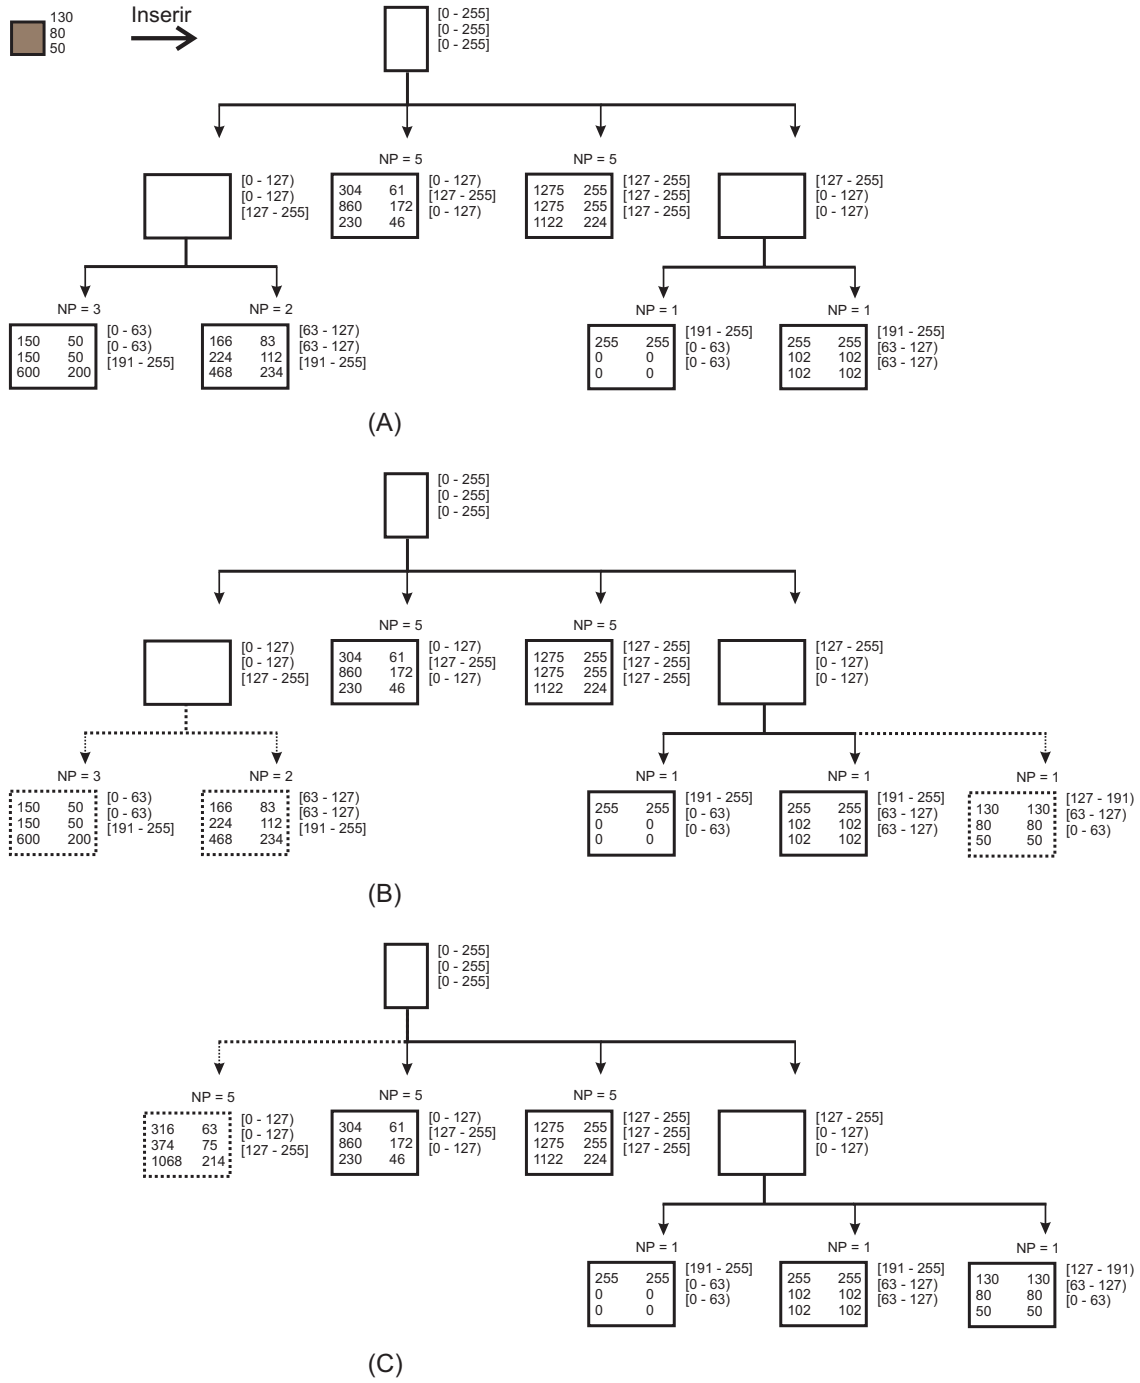 130
80
50
Inserir
[0 - 255]
[0 - 255]
[0 - 255]
[0 - 127)
[0 - 127)
[127 - 255]
NP = 5
304 61
860 172
230 46
[0 - 127)
[127 - 255]
[0 - 127)
NP = 5
1275 255
1275 255
1122 224
[127 - 255]
[127 - 255]
[127 - 255]
[127 - 255]
[0 - 127)
[0 - 127)
NP = 3
150 50
150 50
600 200
[0 - 63)
[0 - 63)
[191 - 255]
NP = 2
166 83
224 112
468 234
[63 - 127)
[63 - 127)
[191 - 255]
NP = 1
255 255
0 0
0 0
[191 - 255]
[0 - 63)
[0 - 63)
NP = 1
255 255
102 102
102 102
[191 - 255]
[63 - 127)
[63 - 127)
(A)
[0 - 255]
[0 - 255]
[0 - 255]
[0 - 127)
[0 - 127)
[127 - 255]
NP = 5
304 61
860 172
230 46
[0 - 127)
[127 - 255]
[0 - 127)
NP = 5
1275 255
1275 255
1122 224
[127 - 255]
[127 - 255]
[127 - 255]
[127 - 255]
[0 - 127)
[0 - 127)
NP = 3
150 50
150 50
600 200
[0 - 63)
[0 - 63)
[191 - 255]
NP = 2
166 83
224 112
468 234
[63 - 127)
[63 - 127)
[191 - 255]
NP = 1
255 255
0 0
0 0
[191 - 255]
[0 - 63)
[0 - 63)
NP = 1
255 255
102 102
102 102
[191 - 255]
[63 - 127)
[63 - 127)
NP = 1
130 130
80 80
50 50
[127 - 191)
[63 - 127)
[0 - 63)
(B)
[0 - 255]
[0 - 255]
[0 - 255]
NP = 5
316 63
374 75
1068 214
[0 - 127)
[0 - 127)
[127 - 255]
NP = 5
304 61
860 172
230 46
[0 - 127)
[127 - 255]
[0 - 127)
NP = 5
1275 255
1275 255
1122 224
[127 - 255]
[127 - 255]
[127 - 255]
[127 - 255]
[0 - 127)
[0 - 127)
NP = 1
255 255
0 0
0 0
[191 - 255]
[0 - 63)
[0 - 63)
NP = 1
255 255
102 102
102 102
[191 - 255]
[63 - 127)
[63 - 127)
NP = 1
130 130
80 80
50 50
[127 - 191)
[63 - 127)
[0 - 63)
(C)